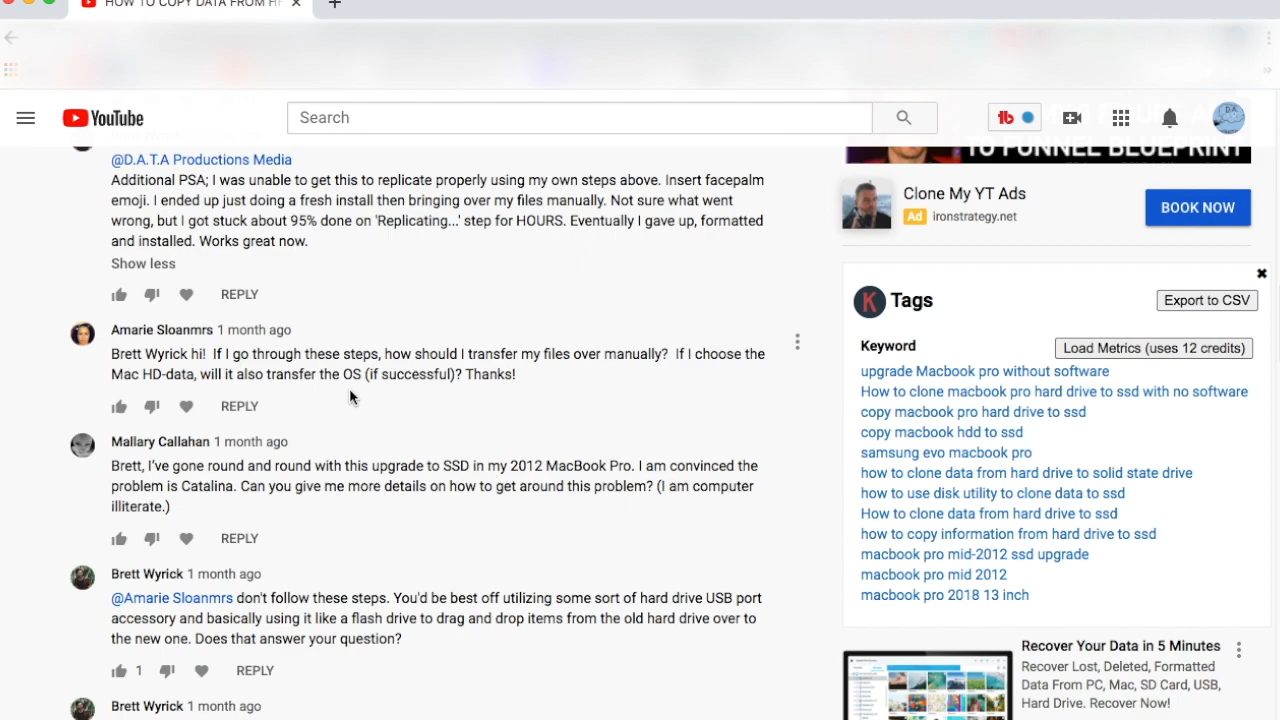 HOW TO COPY DATA FROM H
YouTube
Search
TO FUNNEL BLUEPRINT
@D.A.T.A Productions Media
Additional PSA; I was unable to get this to replicate properly using my own steps above. Insert facepalm
emoji. I ended up just doing a fresh install then bringing over my files manually. Not sure what went
wrong, but I got stuck about 95% done on 'Replicating...' step for HOURS. Eventually I gave up, formatted
and installed. Works great now.
Show less
REPLY
Amarie Sloanmrs 1 month ago
Brett Wyrick hi! If I go through these steps, how should I transfer my files over manually? If I choose the
Mac HD-data, will it also transfer the OS (if successful)? Thanks!
REPLY
Mallary Callahan 1 month ago
Brett, I've gone round and round with this upgrade to SSD in my 2012 MacBook Pro. I am convinced the
problem is Catalina. Can you give me more details on how to get around this problem? (I am computer
illiterate.)
REPLY
Brett Wyrick 1 month ago
@Amarie Sloanmrs don't follow these steps. You'd be best off utilizing some sort of hard drive USB port
accessory and basically using it like a flash drive to drag and drop items from the old hard drive over to
the new one. Does that answer your question?
1 REPLY
Brett Wyrick 1 month ago
Clone My YT Ads
Ad ironstrategy.net
BOOK NOW
K Tags
Export to CSV
Keyword
Load Metrics (uses 12 credits)
upgrade Macbook pro without software
How to clone macbook pro hard drive to ssd with no software
copy macbook pro hard drive to ssd
copy macbook hdd to ssd
samsung evo macbook pro
how to clone data from hard drive to solid state drive
how to use disk utility to clone data to ssd
How to clone data from hard drive to ssd
how to copy information from hard drive to ssd
macbook pro mid-2012 ssd upgrade
macbook pro mid 2012
macbook pro 2018 13 inch
Recover Your Data in 5 Minutes
Recover Lost, Deleted, Formatted
Data From PC, Mac, SD Card, USB,
Hard Drive. Recover Now!